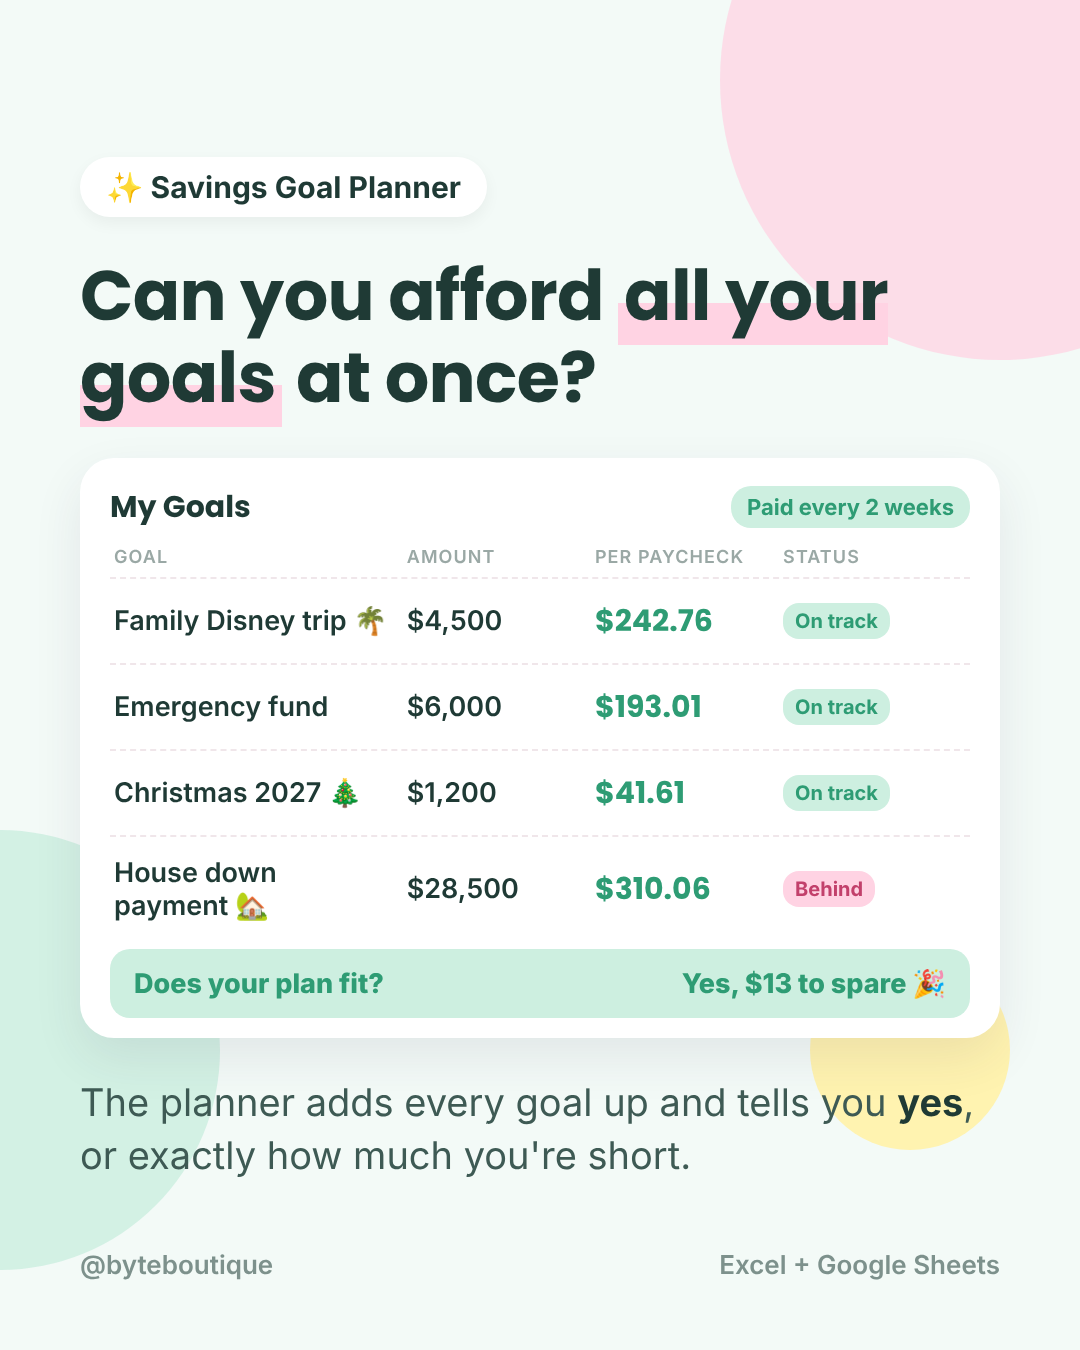 ✨ Savings Goal Planner
Can you afford all your
goals at once?
My Goals
Paid every 2 weeks
GOAL AMOUNT PER PAYCHECK STATUS
Family Disney trip 🌴 $4,500 $242.76 On track
Emergency fund $6,000 $193.01 On track
Christmas 2027 🎄 $1,200 $41.61 On track
House down
payment 🏡 $28,500 $310.06 Behind
Does your plan fit? Yes, $13 to spare 🎉
The planner adds every goal up and tells you yes,
or exactly how much you're short.
@byteboutique
Excel + Google Sheets